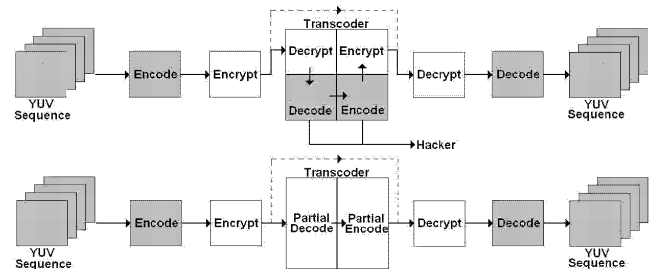 Transcoder
Decrypt Encrypt
Encode Encrypt Decrypt Decode
Decode Encode
YUV
Sequence
YUV
Sequence
Hacker
Transcoder
Encode Encrypt Partial
Decode Partial
Encode Decrypt Decode
YUV
Sequence
YUV
Sequence